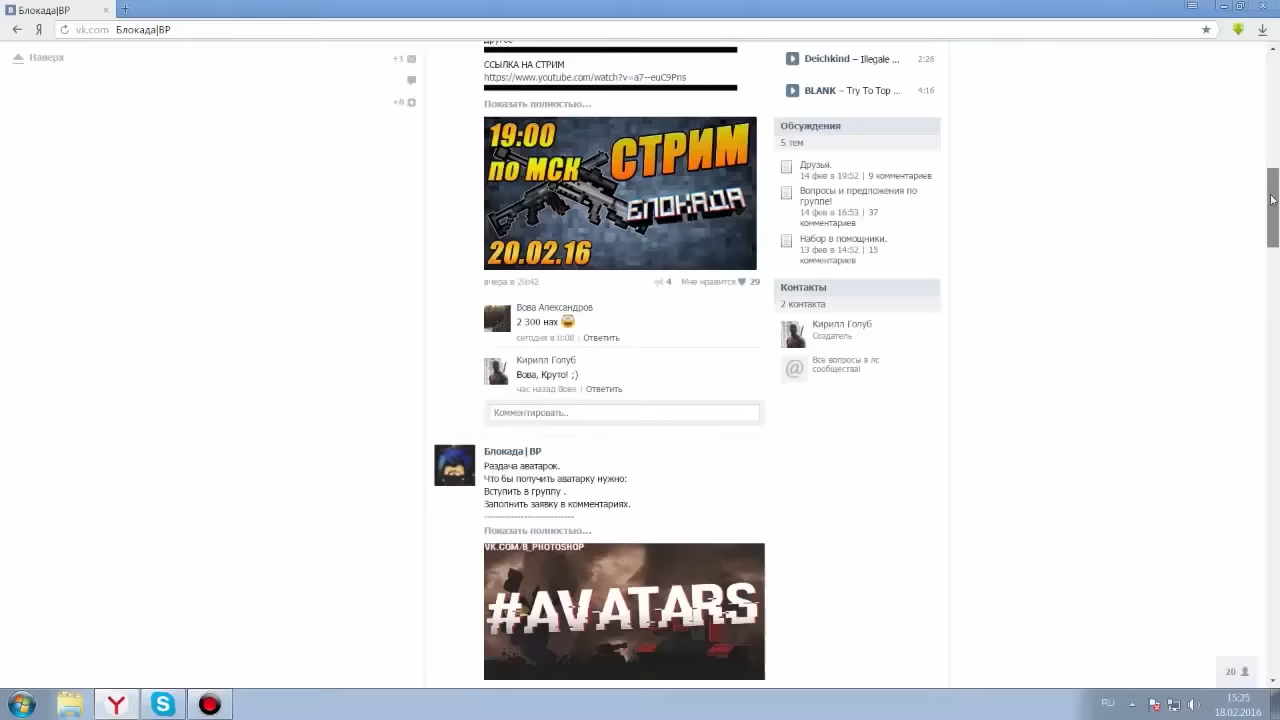 Блокада|BP
vk.com Блокада|BP
Наверх
+1
+8
другое
ССЫЛКА НА СТРИМ
https://www.youtube.com/watch?v=a7--euC9Pns
Показать полностью...
19:00
по МСК
СТРИМ
БЛОКАДА
20.02.16
вчера в 20:42
4 Мне нравится 29
Вова Александров
2 300 нах
сегодня в 0:08 | Ответить
Кирилл Голуб
Вова, Круто! ;)
час назад Вове | Ответить
Комментировать..
Блокада|BP
Раздача аватарок.
Что бы получить аватарку нужно:
Вступить в группу .
Заполнить заявку в комментариях.
---------------------------
Показать полностью...
VK.COM/B_PHOTOSHOP
#AVATARS
Deichkind – Illegale ... 2:26
BLANK – Try To Top ... 4:16
Обсуждения
5 тем
Друзья.
14 фев в 19:52 | 9 комментариев
Вопросы и предложения по
группе!
14 фев в 16:53 | 37
комментариев
Набор в помощники.
13 фев в 14:52 | 15
комментариев
Контакты
2 контакта
Кирилл Голуб
Создатель
Все вопросы в лс
сообщества!
20
RU
15:25
18.02.2016